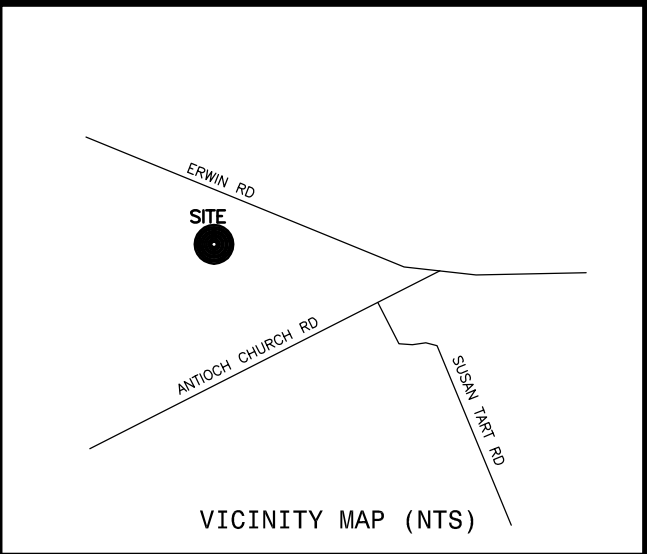 ERWIN RD
SITE
ANTIOCH CHURCH RD
SUSAN TART RD
VICINITY MAP (NTS)